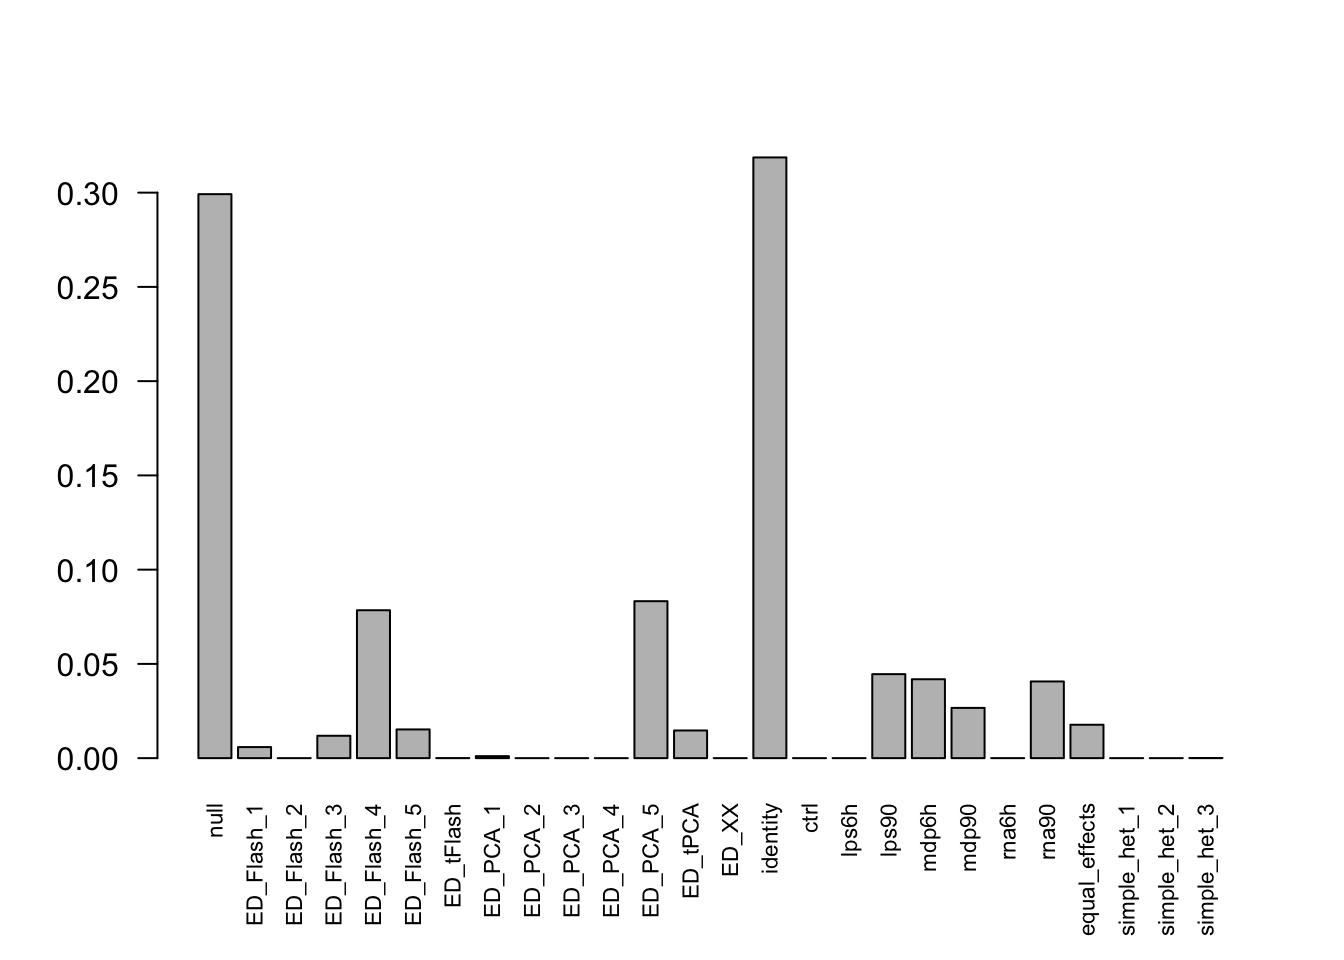 0.30
0.25
0.20
0.15
0.10
0.05
0.00
null
ED_Flash_1
ED_Flash_2
ED_Flash_3
ED_Flash_4
ED_Flash_5
ED_tFlash
ED_PCA_1
ED_PCA_2
ED_PCA_3
ED_PCA_4
ED_PCA_5
ED_tPCA
ED_XX
identity
ctrl
lps6h
lps90
mdp6h
mdp90
rna6h
rna90
equal_effects
simple_het_1
simple_het_2
simple_het_3